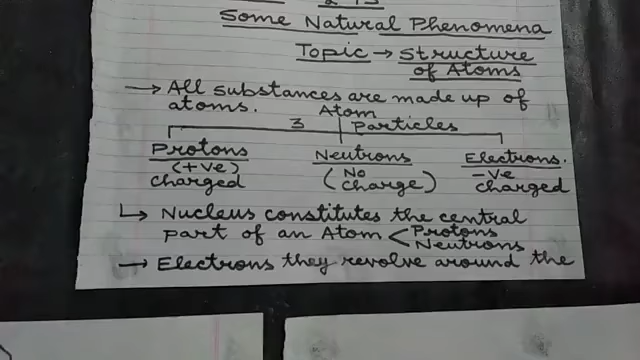 Some Natural Phenomena
Topic → Structure
of Atoms
→ All substances are made up of
atoms.
Atom
3 particles
Protons Neutrons Electrons.
(+ve) (No -ve
charged charge) charged
↳ Nucleus constitutes the central
part of an Atom < Protons
Neutrons
→ Electrons they revolve around the